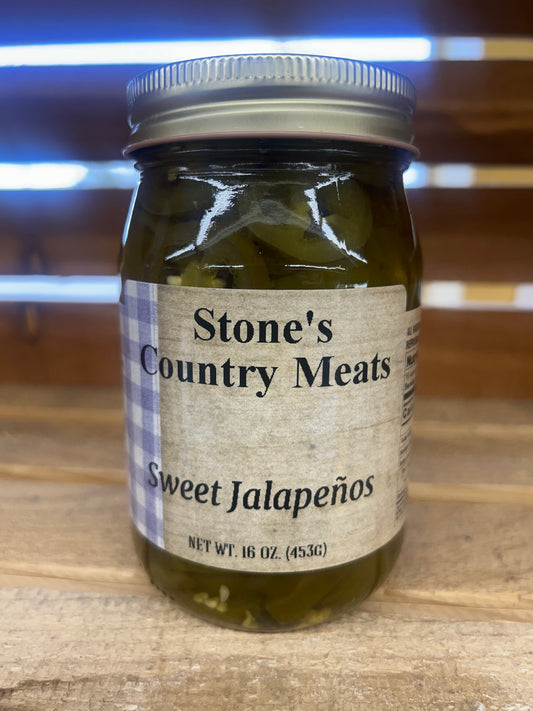 Stone's
Country Meats
Sweet Jalapeños
NET WT. 16 OZ. (453G)